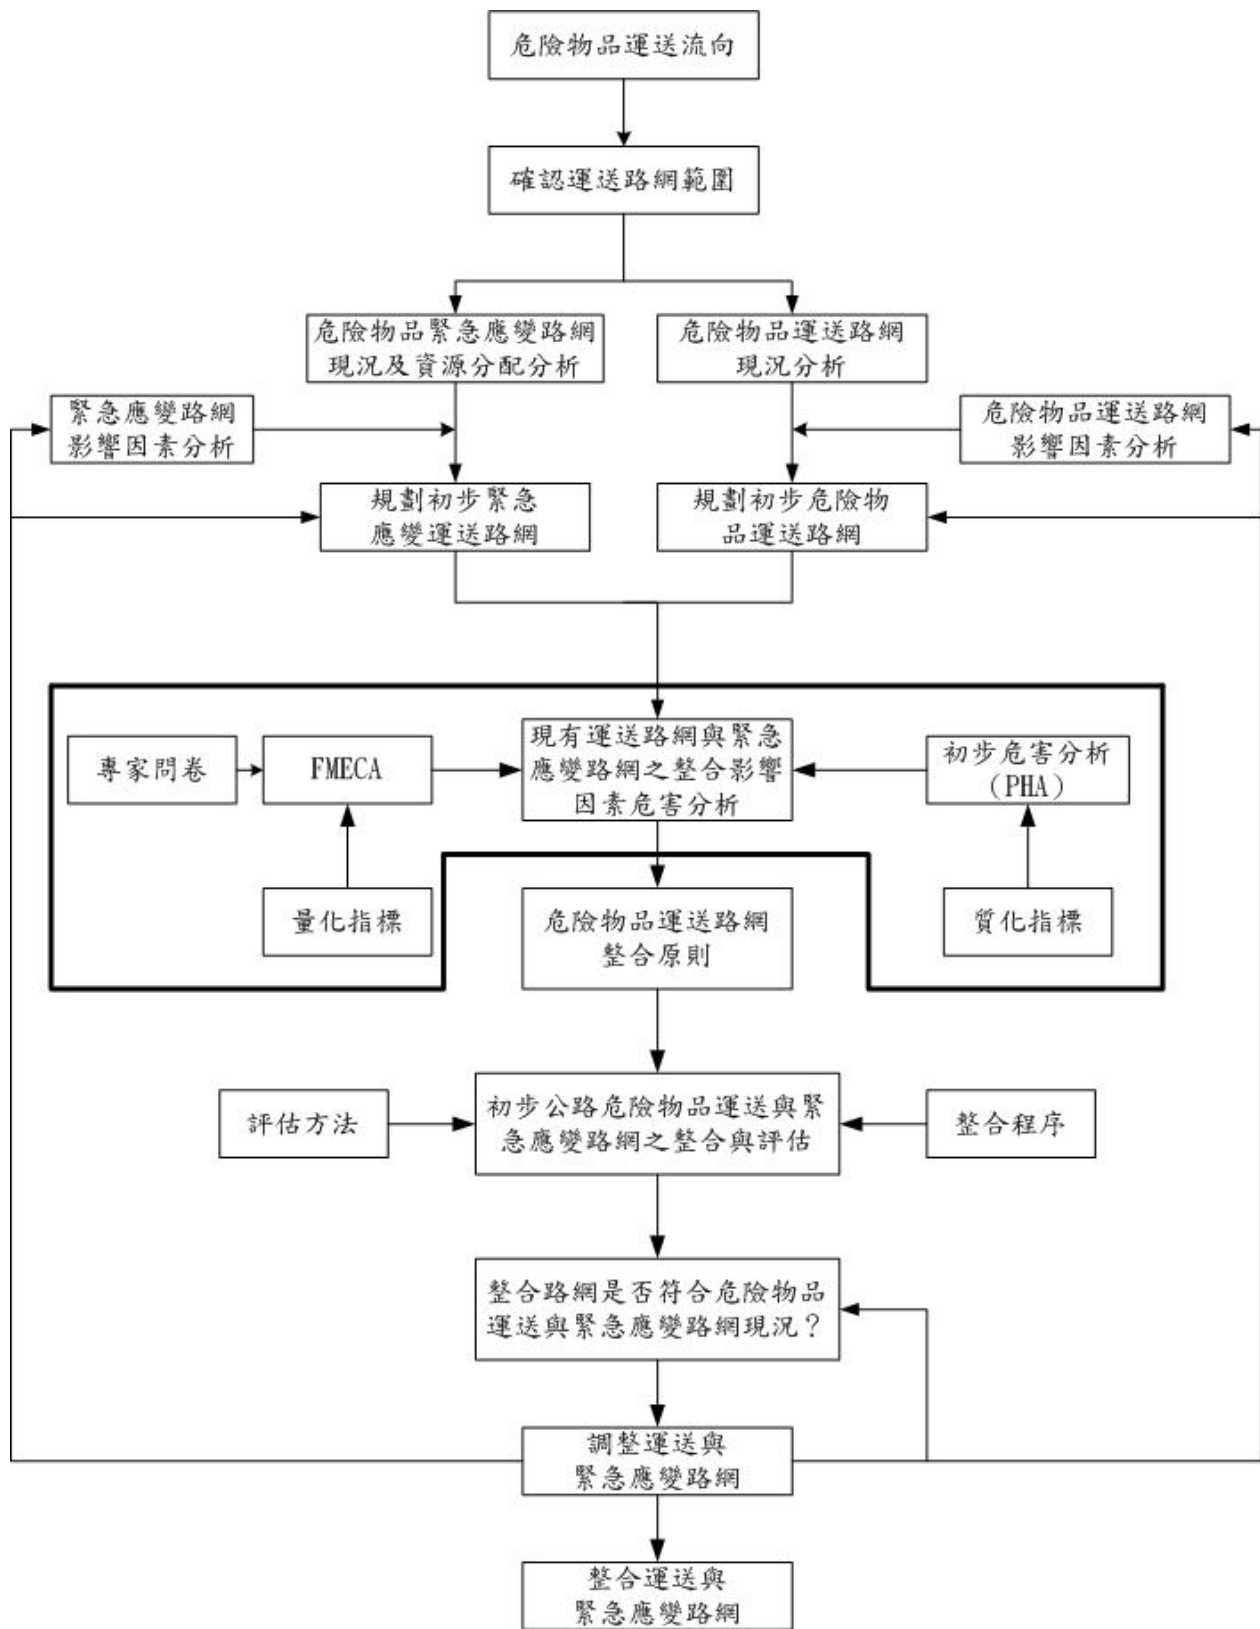 危險物品運送流向
確認運送路網範圍
危險物品緊急應變路網
現況及資源分配分析
危險物品運送路網
現況分析
緊急應變路網
影響因素分析
危險物品運送路網
影響因素分析
規劃初步緊急
應變運送路網
規劃初步危險物
品運送路網
專家問卷
FMECA
現有運送路網與緊急
應變路網之整合影響
因素危害分析
初步危害分析
(PHA)
量化指標
危險物品運送路網
整合原則
質化指標
評估方法
初步公路危險物品運送與緊
急應變路網之整合與評估
整合程序
整合路網是否符合危險物品
運送與緊急應變路網現況?
調整運送與
緊急應變路網
整合運送與
緊急應變路網